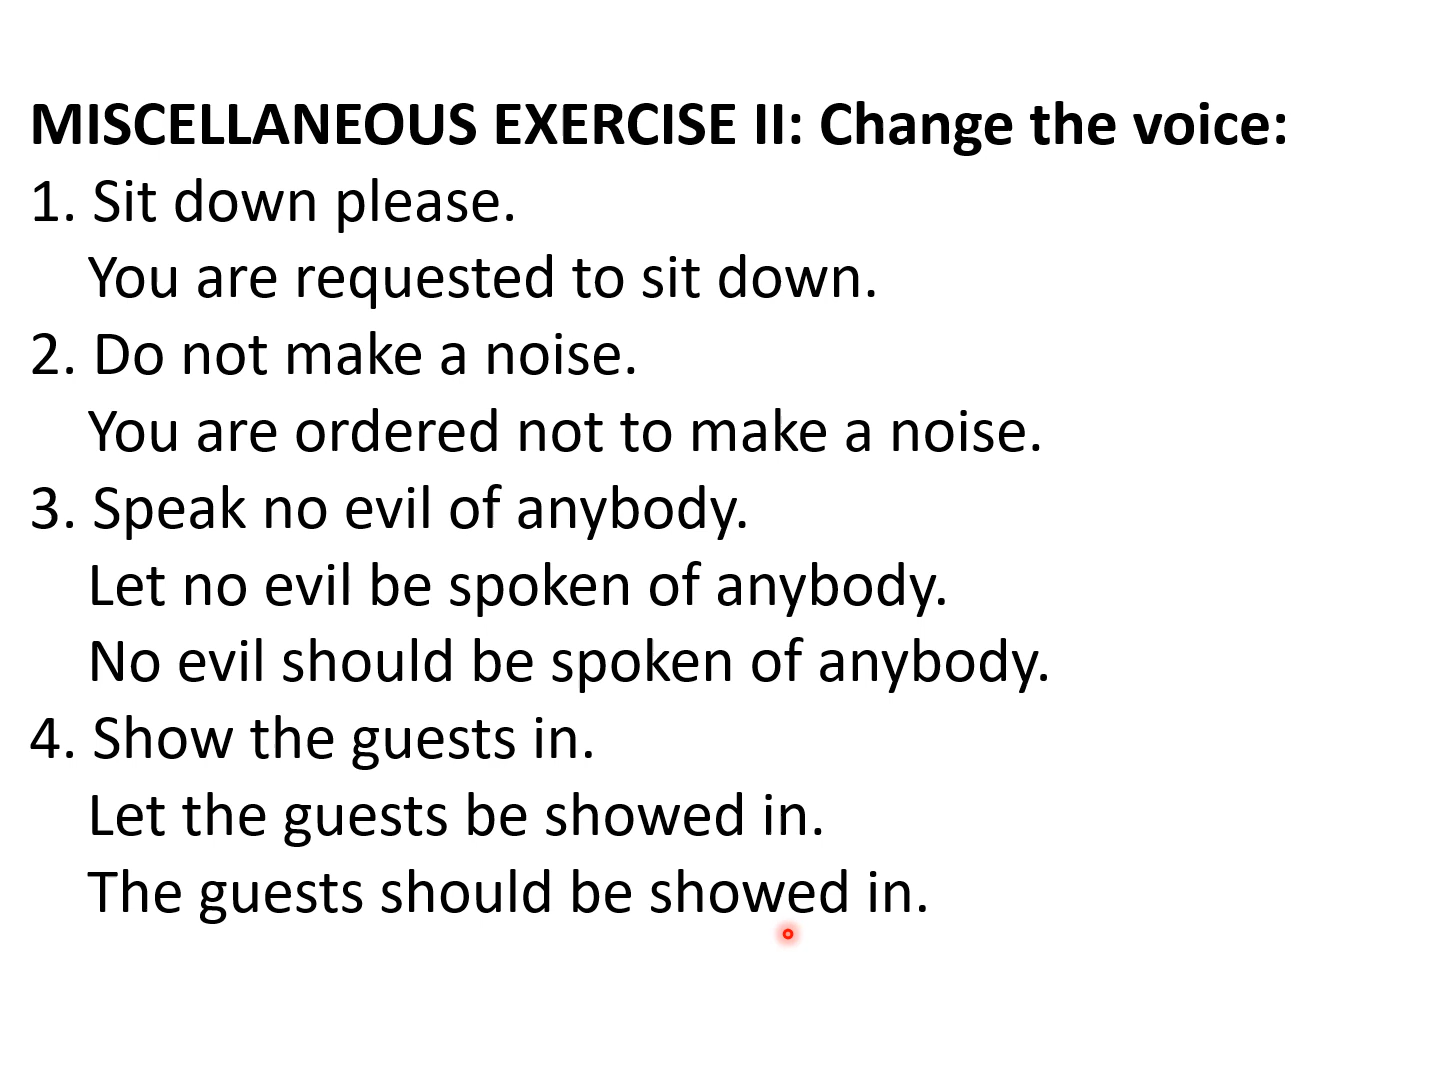 MISCELLANEOUS EXERCISE II: Change the voice:
1. Sit down please.
You are requested to sit down.
2. Do not make a noise.
You are ordered not to make a noise.
3. Speak no evil of anybody.
Let no evil be spoken of anybody.
No evil should be spoken of anybody.
4. Show the guests in.
Let the guests be showed in.
The guests should be showed in.